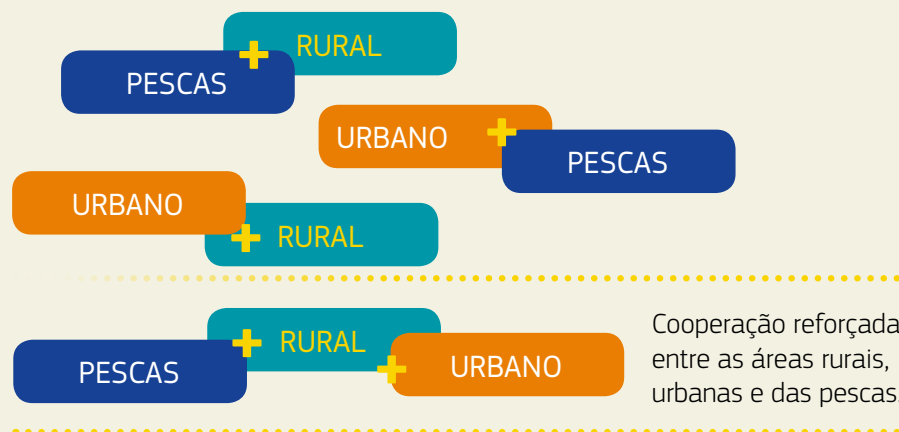 RURAL
PESCAS
URBANO
PESCAS
URBANO
RURAL
PESCAS
RURAL
URBANO
Cooperação reforçada
entre as áreas rurais,
urbanas e das pescas.